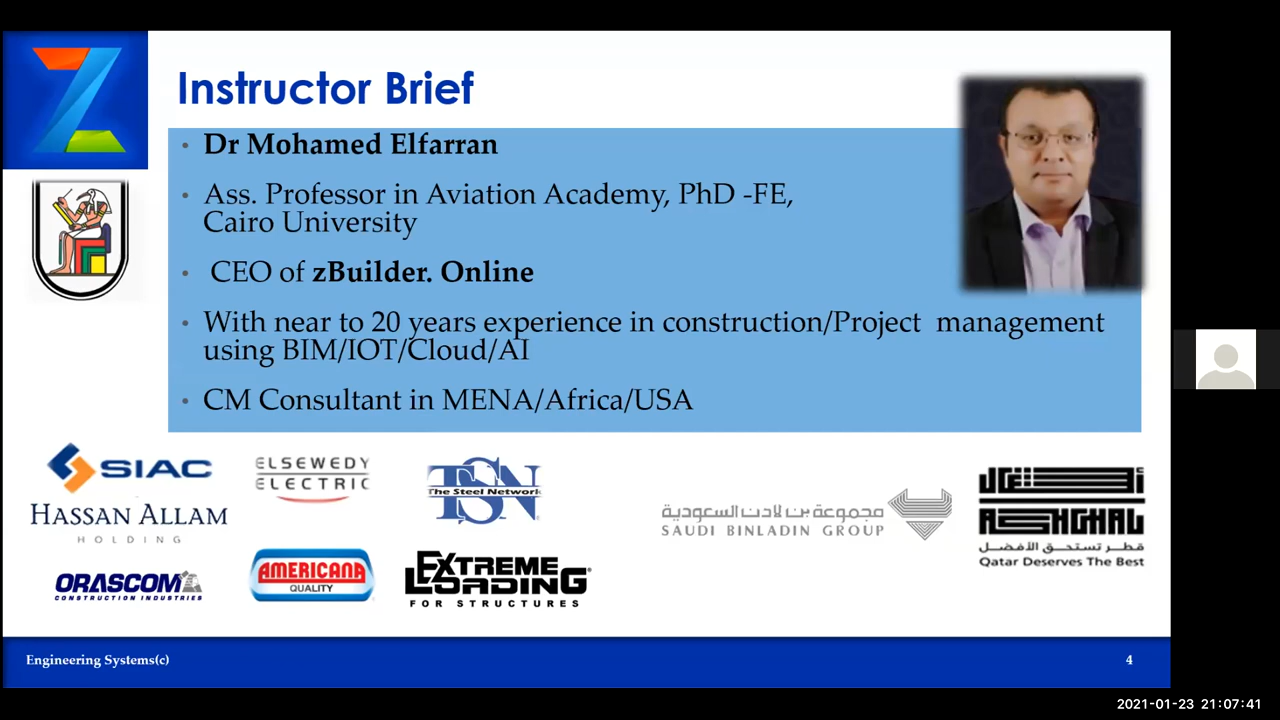 Instructor Brief
• Dr Mohamed Elfarran
• Ass. Professor in Aviation Academy, PhD -FE,
Cairo University
• CEO of zBuilder. Online
• With near to 20 years experience in construction/Project management
using BIM/IOT/Cloud/AI
• CM Consultant in MENA/Africa/USA
SIAC
HASSAN ALLAM
HOLDING
ORASCOM
CONSTRUCTION INDUSTRIES
ELSEWEDY
ELECTRIC
AMERICANA
QUALITY
TSN
The Steel Network
EXTREME
LOADING®
FOR STRUCTURES
مجموعة بن لادن السعودية
SAUDI BINLADIN GROUP
أشغال
ASHGHAL
قطر تستحق الأفضل
Qatar Deserves The Best
Engineering Systems(c)
4
2021-01-23 21:07:41